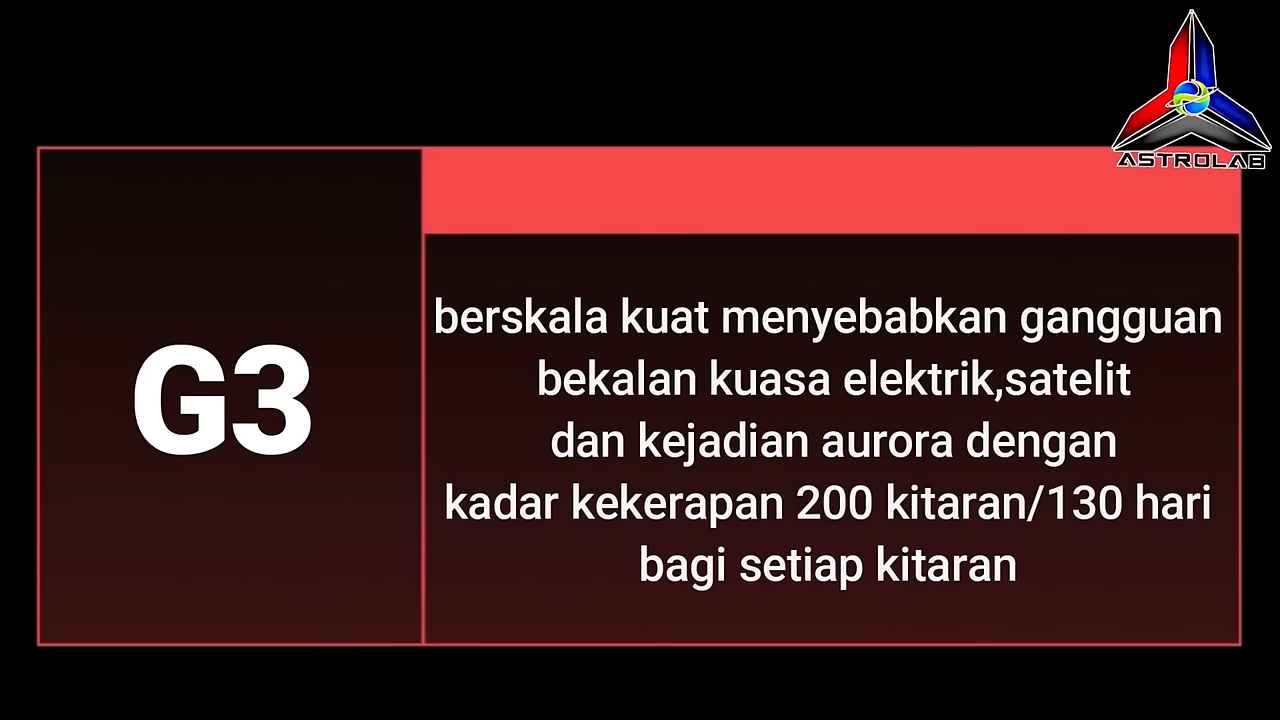 ASTROLAB
G3
berskala kuat menyebabkan gangguan
bekalan kuasa elektrik,satelit
dan kejadian aurora dengan
kadar kekerapan 200 kitaran/130 hari
bagi setiap kitaran